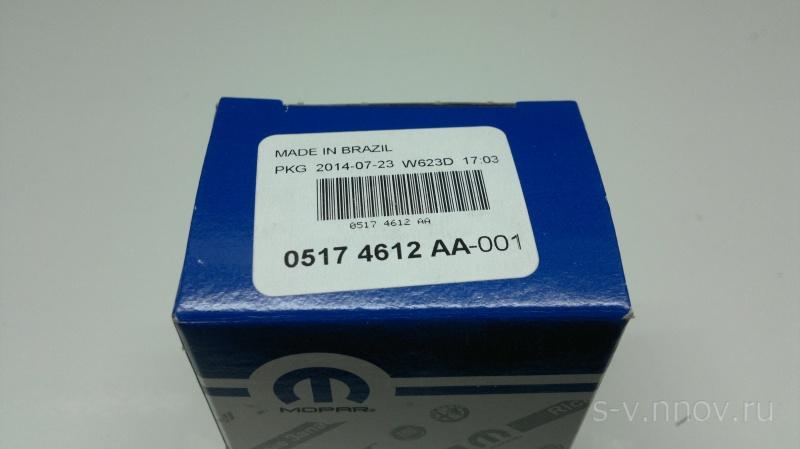 MADE IN BRAZIL
PKG 2014-07-23 W623D 17:03
0517 4612 AA
0517 4612 AA-001
MOPAR®
s-v.nnov.ru